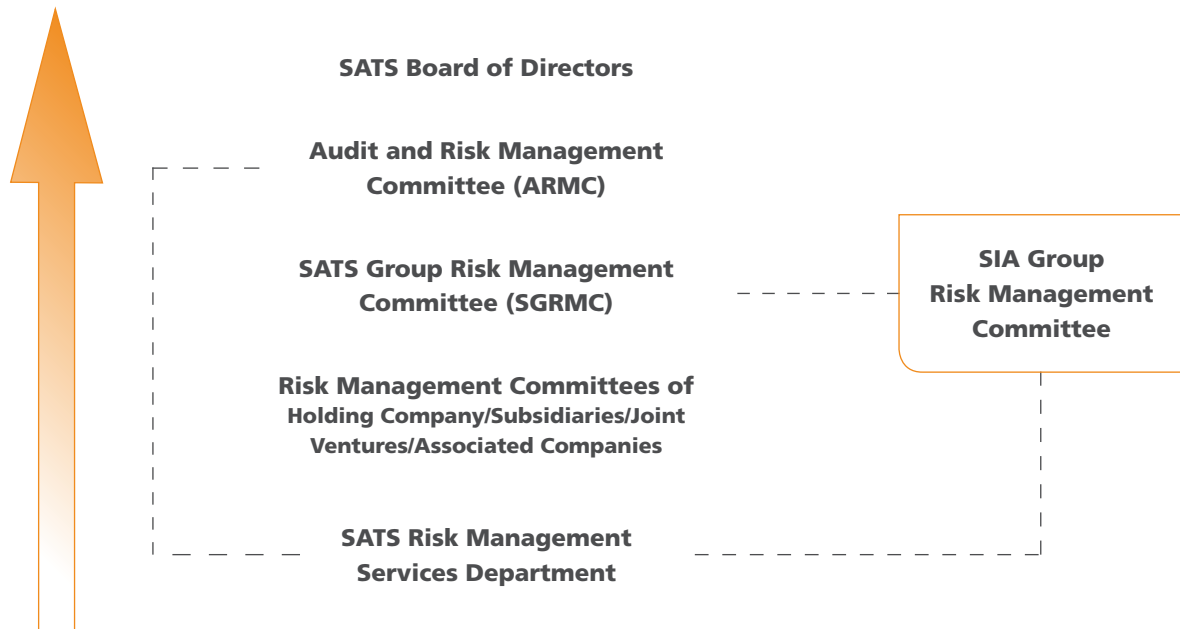 SATS Board of Directors
Audit and Risk Management
Committee (ARMC)
SATS Group Risk Management
Committee (SGRMC)
SIA Group
Risk Management
Committee
Risk Management Committees of
Holding Company/Subsidiaries/Joint
Ventures/Associated Companies
SATS Risk Management
Services Department